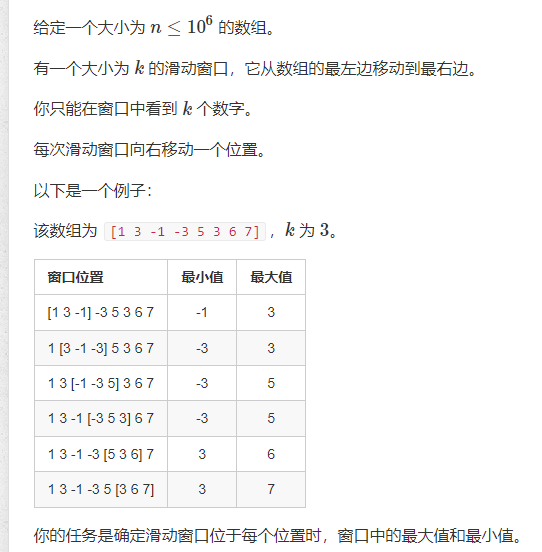 给定一个大小为 n ≤ 10⁶ 的数组。
有一个大小为 k 的滑动窗口，它从数组的最左边移动到最右边。
你只能在窗口中看到 k 个数字。
每次滑动窗口向右移动一个位置。
以下是一个例子：
该数组为 [1 3 -1 -3 5 3 6 7]，k 为 3。
窗口位置 最小值 最大值
[1 3 -1] -3 5 3 6 7 -1 3
1 [3 -1 -3] 5 3 6 7 -3 3
1 3 [-1 -3 5] 3 6 7 -3 5
1 3 -1 [-3 5 3] 6 7 -3 5
1 3 -1 -3 [5 3 6] 7 3 6
1 3 -1 -3 5 [3 6 7] 3 7
你的任务是确定滑动窗口位于每个位置时，窗口中的最大值和最小值。